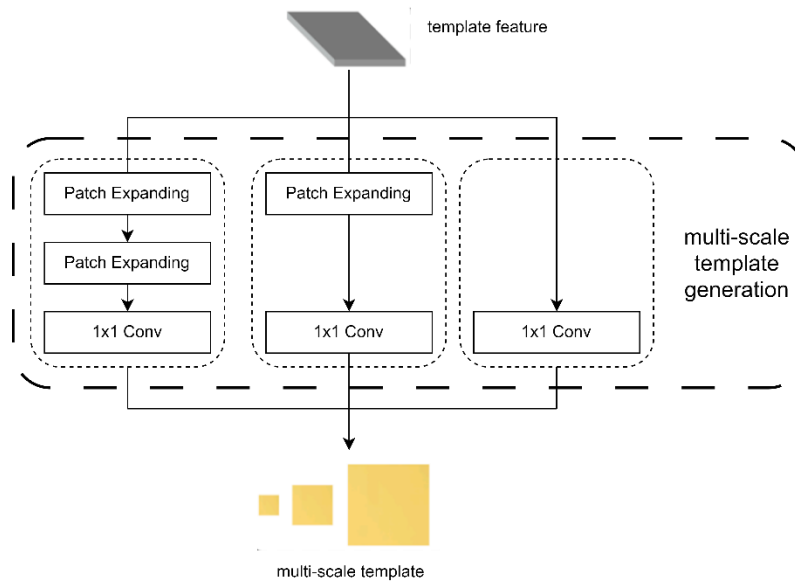 template feature
Patch Expanding
Patch Expanding
Patch Expanding
1x1 Conv
1x1 Conv
1x1 Conv
multi-scale
template
generation
multi-scale template